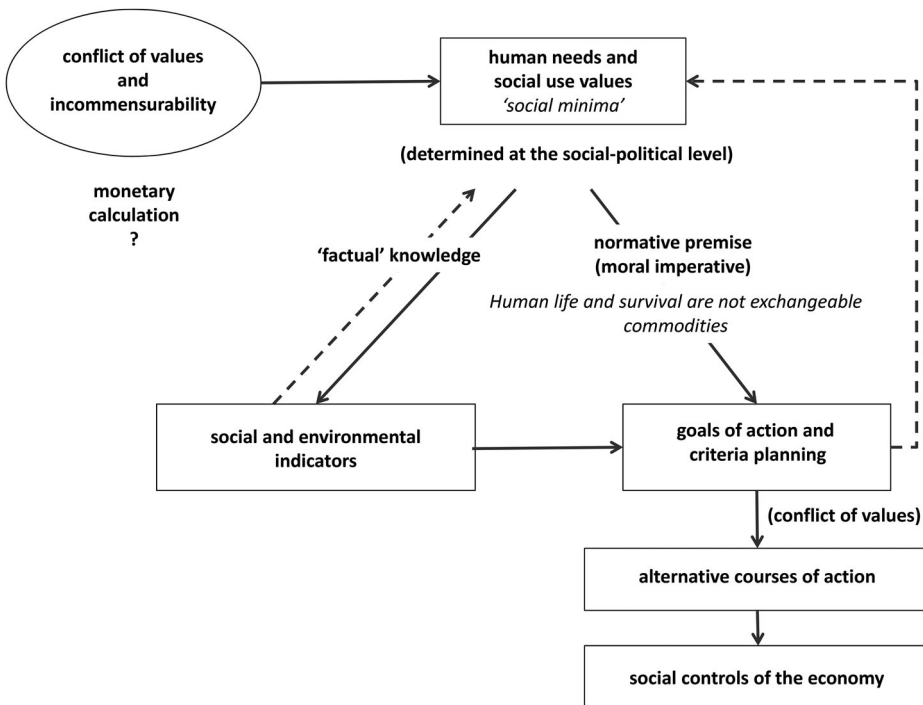 conflict of values
and
incommensurability
human needs and
social use values
‘social minima’
(determined at the social-political level)
monetary
calculation
?
‘factual’ knowledge
normative premise
(moral imperative)
Human life and survival are not exchangeable
commodities
social and environmental
indicators
goals of action and
criteria planning
(conflict of values)
alternative courses of action
social controls of the economy